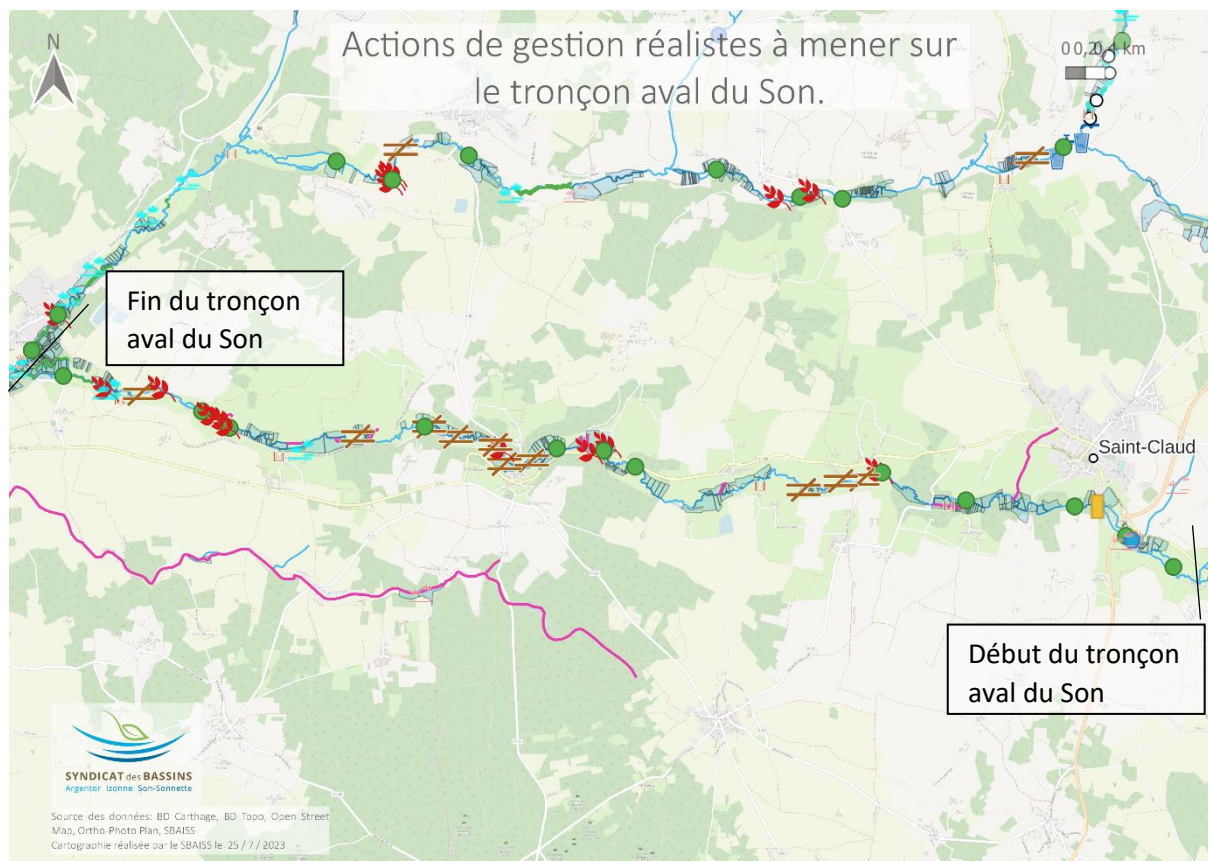 N
Actions de gestion réalistes à mener sur
le tronçon aval du Son.
Fin du tronçon
aval du Son
Saint-Claud
Début du tronçon
aval du Son
SYNDICAT des BASSINS
Argentor Izonne Son-Sonnette
Source des données: BD Carthage, BD Topo, Open Street
Map, Ortho-Photo Plan, SBAISS
Cartographie réalisée par le SBAISS le 25 / 7 / 2023